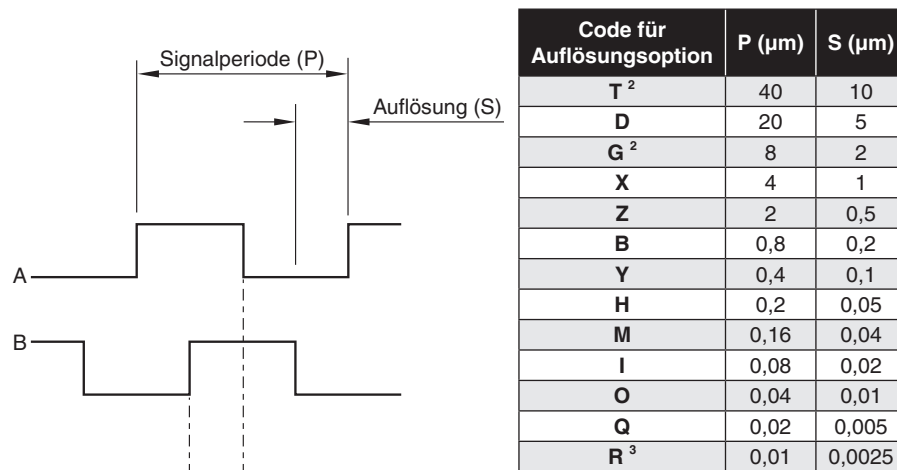 Signalperiode (P)
Auflösung (S)
A
B
Code für
Auflösungsoption
P (µm)
S (µm)
T ² 40 10
D 20 5
G ² 8 2
X 4 1
Z 2 0,5
B 0,8 0,2
Y 0,4 0,1
H 0,2 0,05
M 0,16 0,04
I 0,08 0,02
O 0,04 0,01
Q 0,02 0,005
R ³ 0,01 0,0025